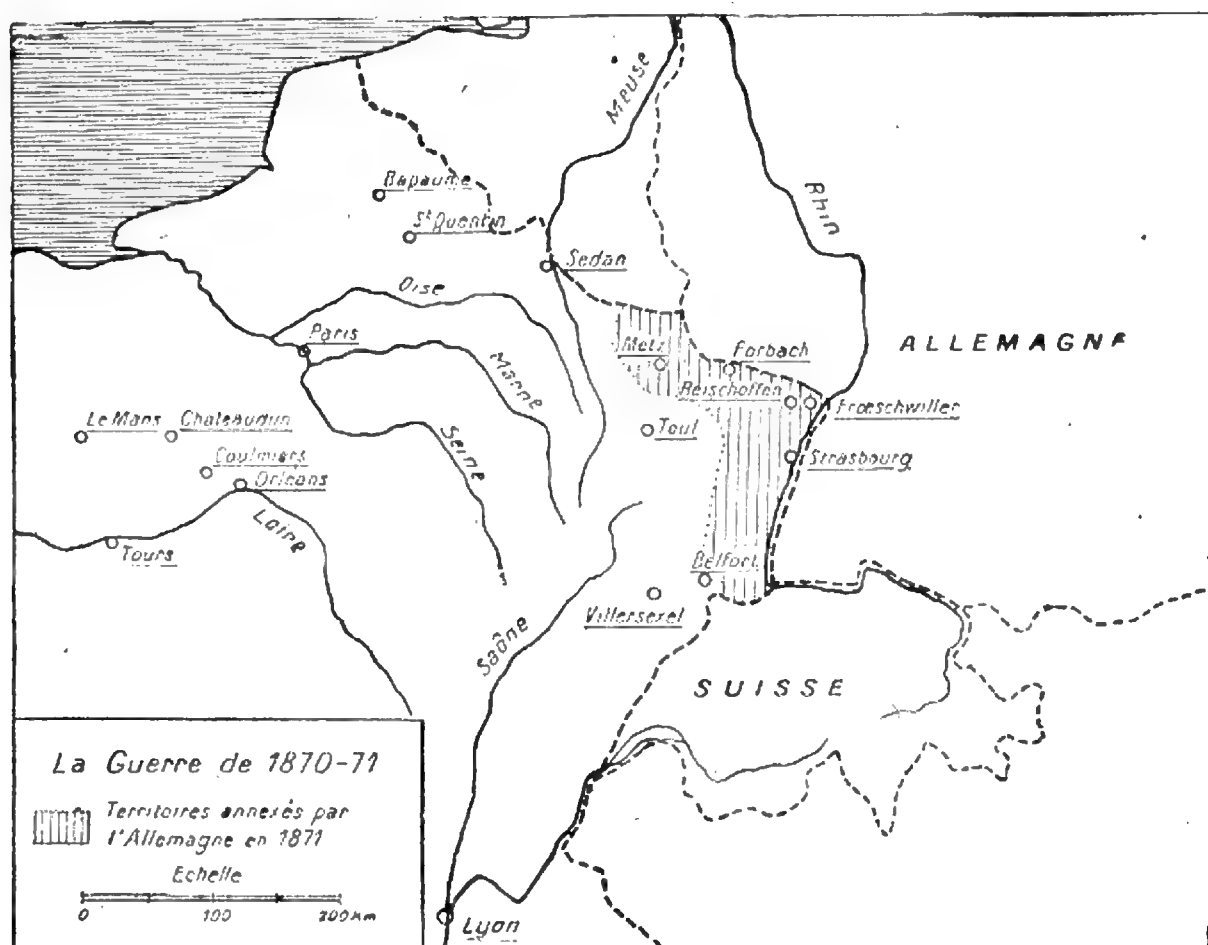 MEUSE
RHIN
Bapaume
St Quentin
Sedan
Oise
Paris
Marne
Metz
Forbach
ALLEMAGNE
Reischoffen
Frœschwiller
Le Mans
Chateaudun
Toul
Seine
Coulmiers
Strasbourg
Orléans
Loire
Tours
Belfort
Villersexel
Saône
SUISSE
La Guerre de 1870-71
Territoires annexés par
l'Allemagne en 1871
Echelle
0 100 200 Km
Lyon